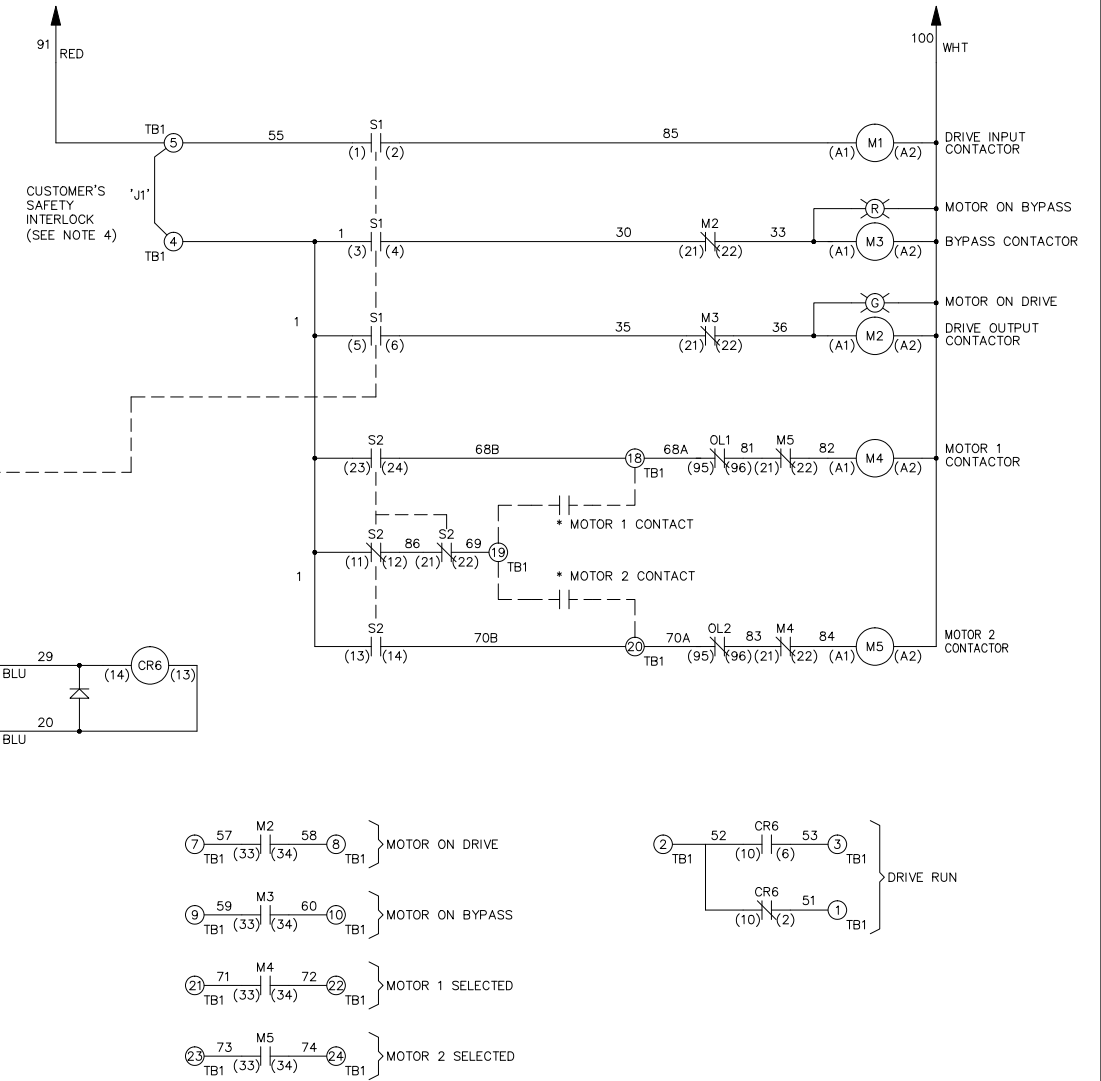 91
RED
100
WHT
TB1
5
55
S1
(1) (2)
85
(A1) M1 (A2)
DRIVE INPUT
CONTACTOR
CUSTOMER'S
SAFETY
INTERLOCK
(SEE NOTE 4)
'J1'
4
TB1
1
S1
(3) (4)
30
M2
(21) (22)
33
R
MOTOR ON BYPASS
(A1) M3 (A2)
BYPASS CONTACTOR
1
S1
(5) (6)
35
M3
(21) (22)
36
G
MOTOR ON DRIVE
(A1) M2 (A2)
DRIVE OUTPUT
CONTACTOR
S2
(23) (24)
68B
18
TB1
68A
OL1
(95) (96)
81
M5
(21) (22)
82
(A1) M4 (A2)
MOTOR 1
CONTACTOR
* MOTOR 1 CONTACT
S2
(11) (12)
86
S2
(21) (22)
69
19
TB1
* MOTOR 2 CONTACT
1
S2
(13) (14)
70B
20
TB1
70A
OL2
(95) (96)
83
M4
(21) (22)
84
(A1) M5 (A2)
MOTOR 2
CONTACTOR
29
BLU
(14) CR6 (13)
20
BLU
7
TB1
57
M2
(33) (34)
58
8
TB1
MOTOR ON DRIVE
9
TB1
59
M3
(33) (34)
60
10
TB1
MOTOR ON BYPASS
21
TB1
71
M4
(33) (34)
72
22
TB1
MOTOR 1 SELECTED
23
TB1
73
M5
(33) (34)
74
24
TB1
MOTOR 2 SELECTED
2
TB1
52
CR6
(10) (6)
53
3
TB1
CR6
(10) (2)
51
1
TB1
DRIVE RUN